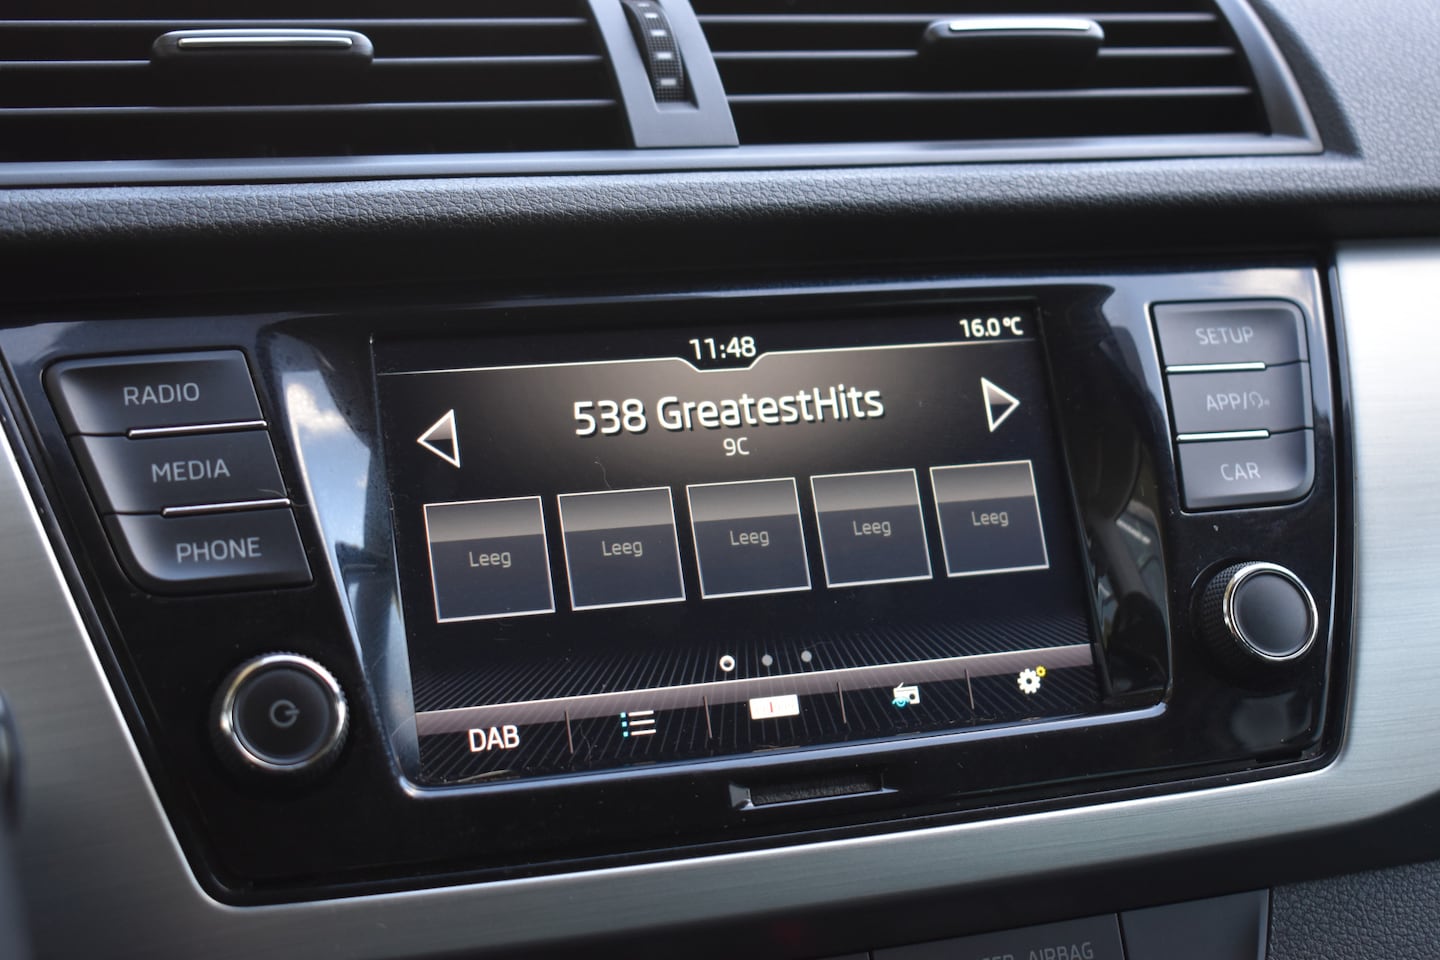 11:48
16.0 °C
538 GreatestHits
9C
Leeg
Leeg
Leeg
Leeg
Leeg
DAB
RADIO
MEDIA
PHONE
SETUP
APP/
CAR
AIRBAG